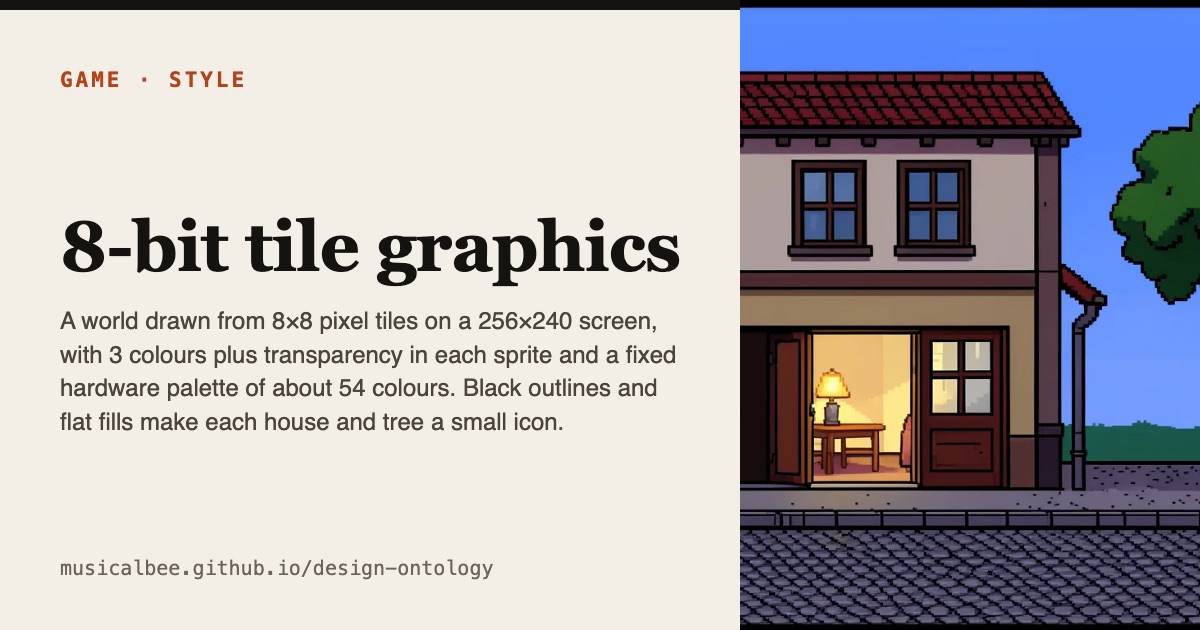 GAME · STYLE
8-bit tile graphics
A world drawn from 8×8 pixel tiles on a 256×240 screen,
with 3 colours plus transparency in each sprite and a fixed
hardware palette of about 54 colours. Black outlines and
flat fills make each house and tree a small icon.
musicalbee.github.io/design-ontology